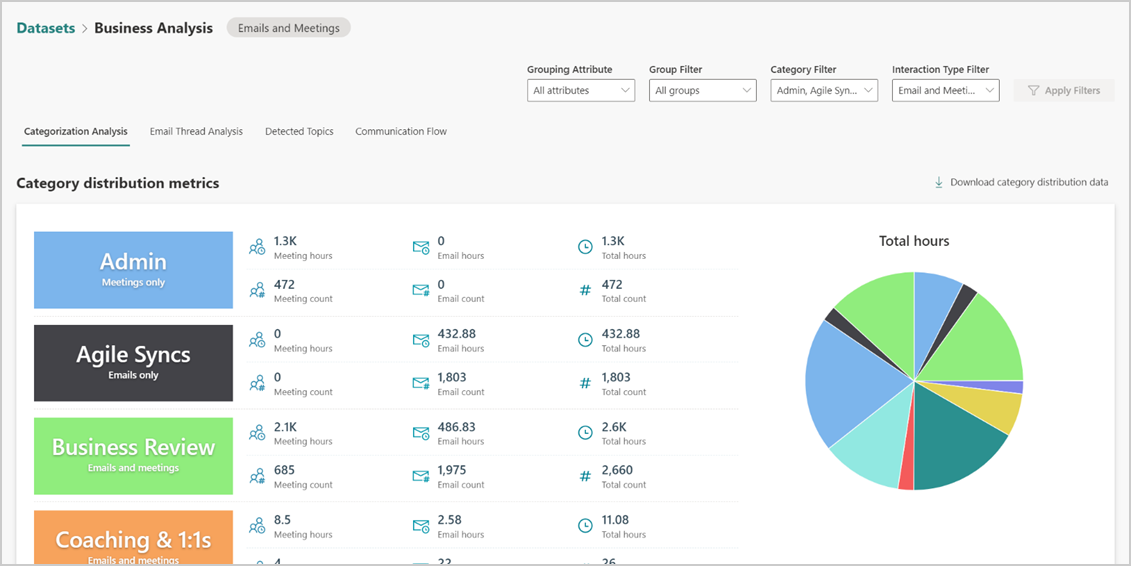 Datasets > Business Analysis Emails and Meetings
Grouping Attribute Group Filter Category Filter Interaction Type Filter
All attributes All groups Admin, Agile Syn... Email and Meeti... Apply Filters
Categorization Analysis Email Thread Analysis Detected Topics Communication Flow
Category distribution metrics
Download category distribution data
Total hours
Admin
Meetings only
1.3K 0 1.3K
Meeting hours Email hours Total hours
472 0 472
Meeting count Email count Total count
Agile Syncs
Emails only
0 432.88 432.88
Meeting hours Email hours Total hours
0 1,803 1,803
Meeting count Email count Total count
Business Review
Emails and meetings
2.1K 486.83 2.6K
Meeting hours Email hours Total hours
685 1,975 2,660
Meeting count Email count Total count
Coaching & 1:1s
Emails and meetings
8.5 2.58 11.08
Meeting hours Email hours Total hours
4 22 26